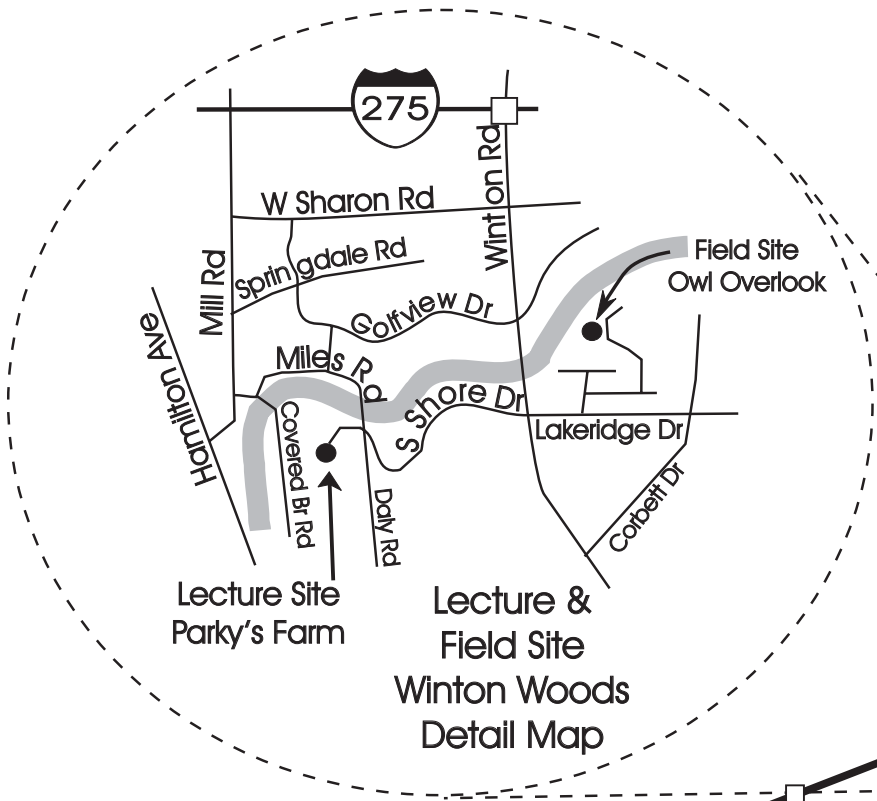 275
Winton Rd
W Sharon Rd
Mill Rd
Springdale Rd
Field Site
Owl Overlook
Golfview Dr
Hamilton Ave
Miles Rd
S Shore Dr
Lakeridge Dr
Covered Br Rd
Daly Rd
Corbett Dr
Lecture Site
Parky's Farm
Lecture &
Field Site
Winton Woods
Detail Map